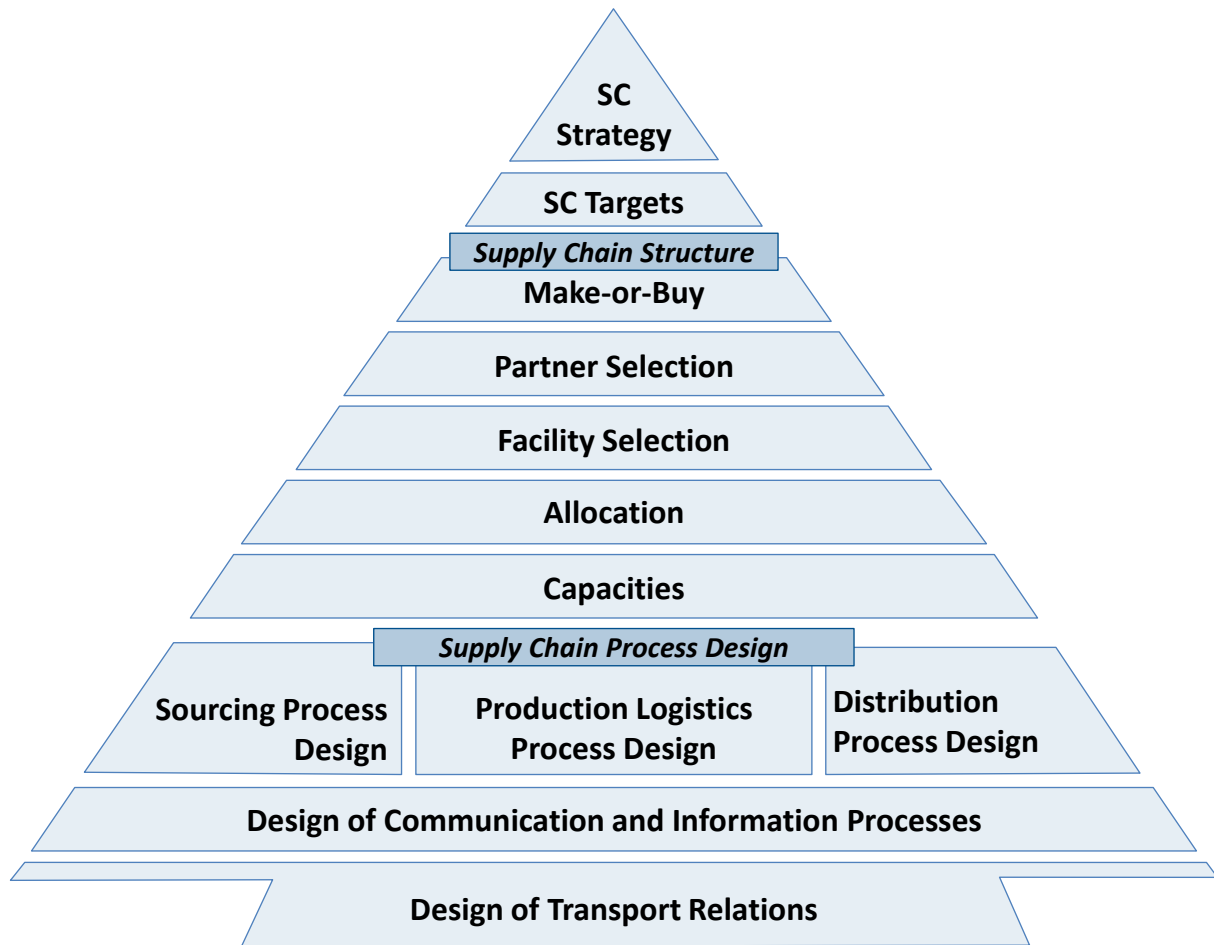 SC
Strategy
SC Targets
Supply Chain Structure
Make-or-Buy
Partner Selection
Facility Selection
Allocation
Capacities
Supply Chain Process Design
Sourcing Process
Design
Production Logistics
Process Design
Distribution
Process Design
Design of Communication and Information Processes
Design of Transport Relations